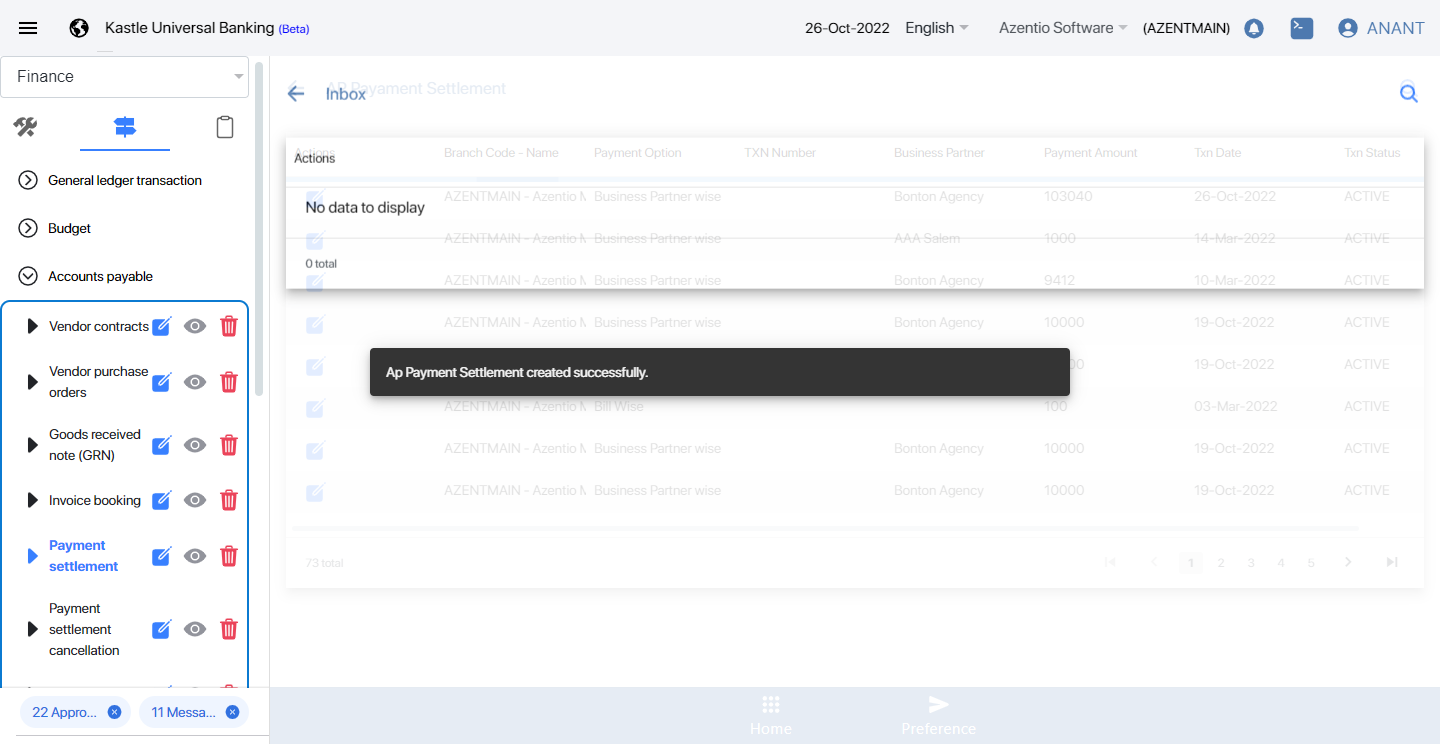 Kastle Universal Banking (Beta)
26-Oct-2022
English
Azentio Software
(AZENTMAIN)
ANANT
Finance
General ledger transaction
Budget
Accounts payable
Vendor contracts
Vendor purchase
orders
Goods received
note (GRN)
Invoice booking
Payment
settlement
Payment
settlement
cancellation
22 Appro...
11 Messa...
AP Payament Settlement
Inbox
Actions Branch Code - Name Payment Option TXN Number Business Partner Payment Amount Txn Date Txn Status
Actions
AZENTMAIN - Azentio M Business Partner wise Bonton Agency 103040 26-Oct-2022 ACTIVE
No data to display
AZENTMAIN - Azentio M Business Partner wise AAA Salem 1000 14-Mar-2022 ACTIVE
0 total
AZENTMAIN - Azentio M Business Partner wise Bonton Agency 9412 10-Mar-2022 ACTIVE
AZENTMAIN - Azentio M Business Partner wise Bonton Agency 10000 19-Oct-2022 ACTIVE
19-Oct-2022 ACTIVE
Ap Payment Settlement created successfully.
AZENTMAIN - Azentio M Bill Wise 100 03-Mar-2022 ACTIVE
AZENTMAIN - Azentio M Business Partner wise Bonton Agency 10000 19-Oct-2022 ACTIVE
AZENTMAIN - Azentio M Business Partner wise Bonton Agency 10000 19-Oct-2022 ACTIVE
73 total
1 2 3 4 5
Home
Preference